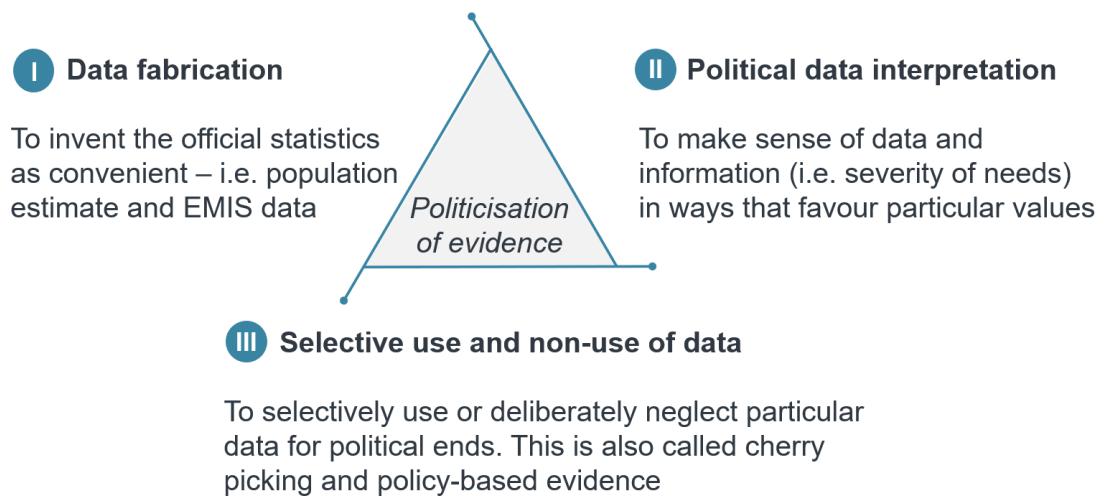 I Data fabrication
To invent the official statistics
as convenient – i.e. population
estimate and EMIS data
II Political data interpretation
To make sense of data and
information (i.e. severity of needs)
in ways that favour particular values
Politicisation
of evidence
III Selective use and non-use of data
To selectively use or deliberately neglect particular
data for political ends. This is also called cherry
picking and policy-based evidence